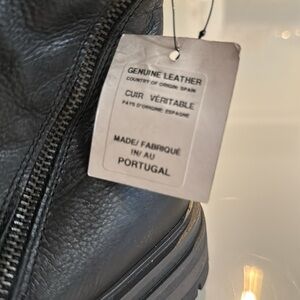 GENUINE LEATHER
COUNTRY OF ORIGIN: SPAIN
CUIR VÉRITABLE
PAYS D'ORIGINE: ESPAGNE
MADE/ FABRIQUÉ
IN/ AU
PORTUGAL